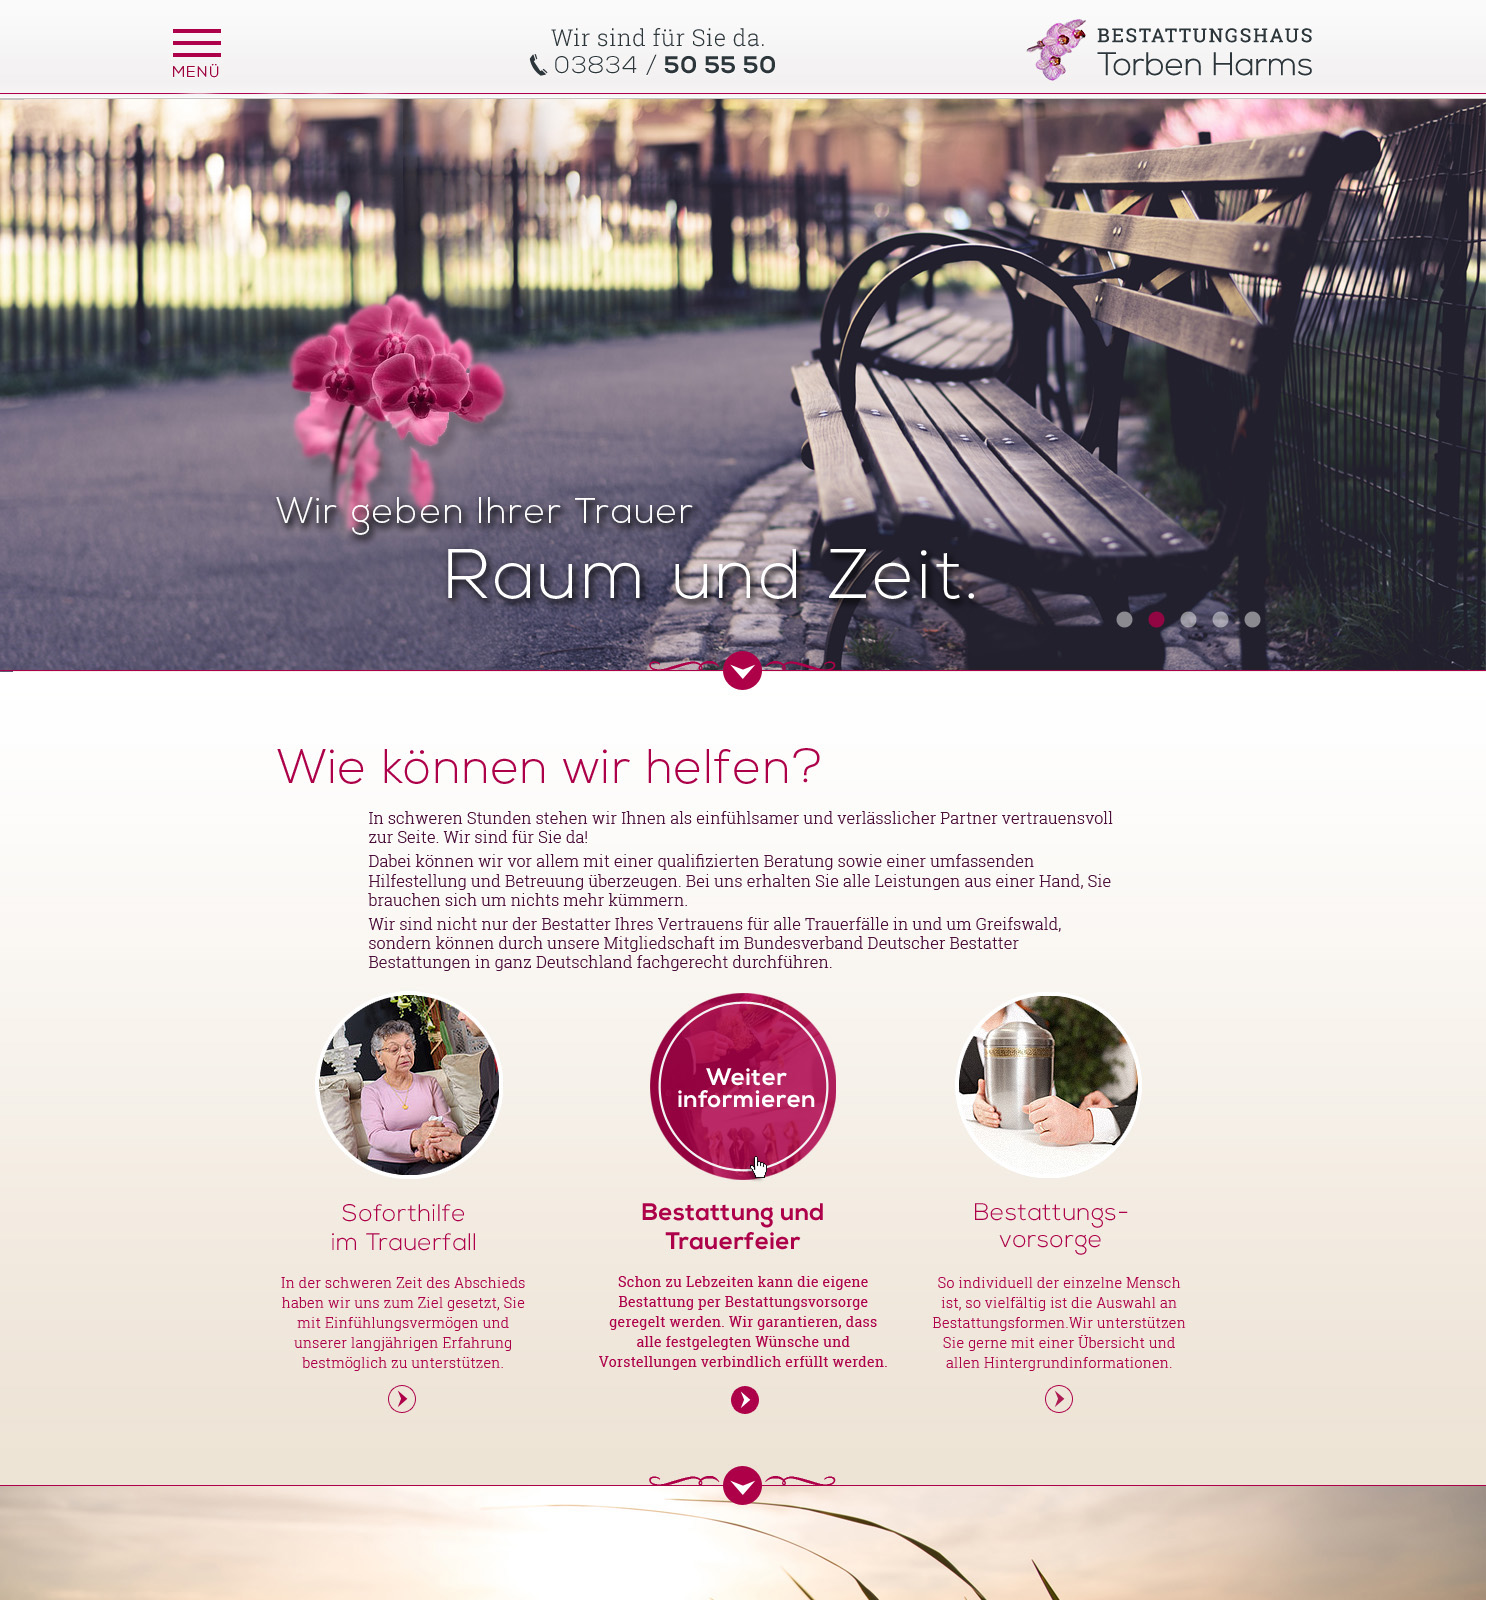 MENÜ
Wir sind für Sie da.
03834 / 50 55 50
BESTATTUNGSHAUS
Torben Harms
Wir geben Ihrer Trauer
Raum und Zeit.
Wie können wir helfen?
In schweren Stunden stehen wir Ihnen als einfühlsamer und verlässlicher Partner vertrauensvoll
zur Seite. Wir sind für Sie da!
Dabei können wir vor allem mit einer qualifizierten Beratung sowie einer umfassenden
Hilfestellung und Betreuung überzeugen. Bei uns erhalten Sie alle Leistungen aus einer Hand, Sie
brauchen sich um nichts mehr kümmern.
Wir sind nicht nur der Bestatter Ihres Vertrauens für alle Trauerfälle in und um Greifswald,
sondern können durch unsere Mitgliedschaft im Bundesverband Deutscher Bestatter
Bestattungen in ganz Deutschland fachgerecht durchführen.
Soforthilfe
im Trauerfall
In der schweren Zeit des Abschieds
haben wir uns zum Ziel gesetzt, Sie
mit Einfühlungsvermögen und
unserer langjährigen Erfahrung
bestmöglich zu unterstützen.
Weiter
informieren
Bestattung und
Trauerfeier
Schon zu Lebzeiten kann die eigene
Bestattung per Bestattungsvorsorge
geregelt werden. Wir garantieren, dass
alle festgelegten Wünsche und
Vorstellungen verbindlich erfüllt werden.
Bestattungs-
vorsorge
So individuell der einzelne Mensch
ist, so vielfältig ist die Auswahl an
Bestattungsformen.Wir unterstützen
Sie gerne mit einer Übersicht und
allen Hintergrundinformationen.